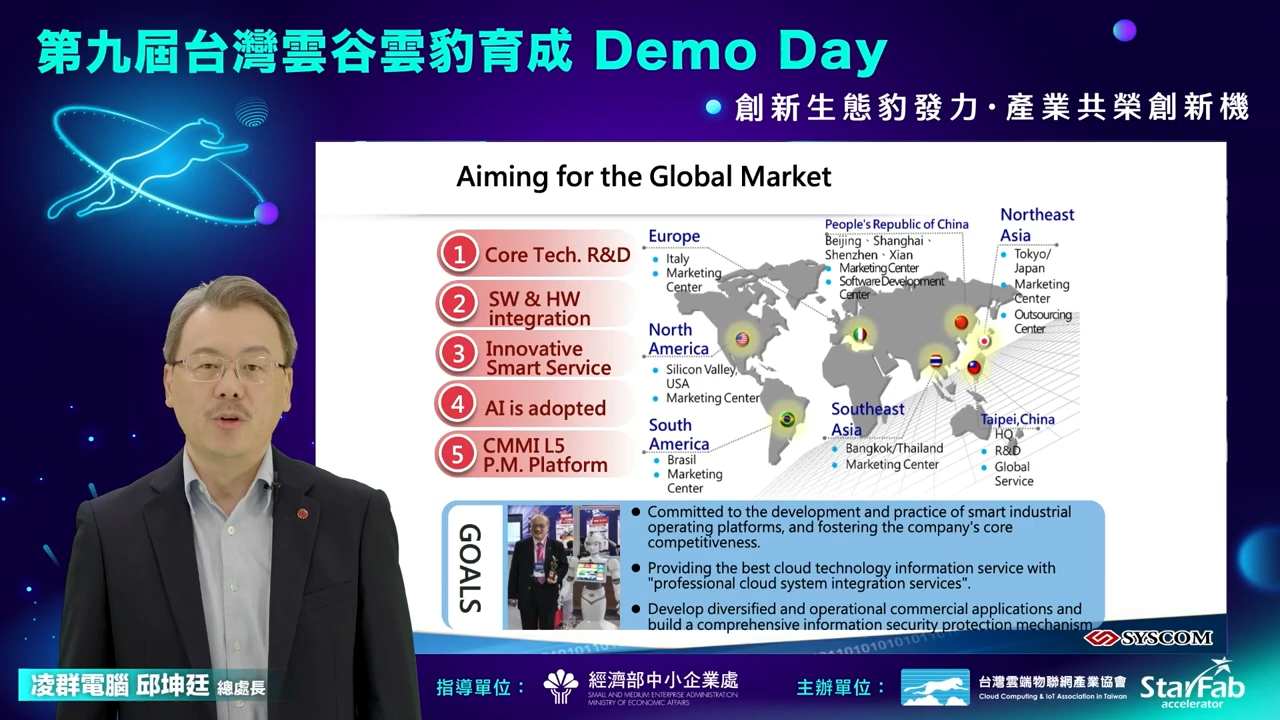 第九屆台灣雲谷雲豹育成 Demo Day
創新生態豹發力·產業共榮創新機
Aiming for the Global Market
1 Core Tech. R&D
2 SW & HW
integration
3 Innovative
Smart Service
4 AI is adopted
5 CMMI L5
P.M. Platform
Europe
• Italy
• Marketing
Center
North
America
• Silicon Valley,
USA
• Marketing Center
South
America
• Brasil
• Marketing
Center
People's Republic of China
Beijing、Shanghai、
Shenzhen、Xian
• Marketing Center
• Software Development
Center
Northeast
Asia
• Tokyo/
Japan
• Marketing
Center
• Outsourcing
Center
Southeast
Asia
• Bangkok/Thailand
• Marketing Center
Taipei,China
• HQ
• R&D
• Global
Service
GOALS
● Committed to the development and practice of smart industrial
operating platforms, and fostering the company's core
competitiveness.
● Providing the best cloud technology information service with
"professional cloud system integration services".
● Develop diversified and operational commercial applications and
build a comprehensive information security protection mechanism
SYSCOM
凌群電腦 邱坤廷 總處長
指導單位：
經濟部中小企業處
SMALL AND MEDIUM ENTERPRISE ADMINISTRATION
MINISTRY OF ECONOMIC AFFAIRS
主辦單位：
台灣雲端物聯網產業協會
Cloud Computing & IoT Association in Taiwan
StarFab
accelerator